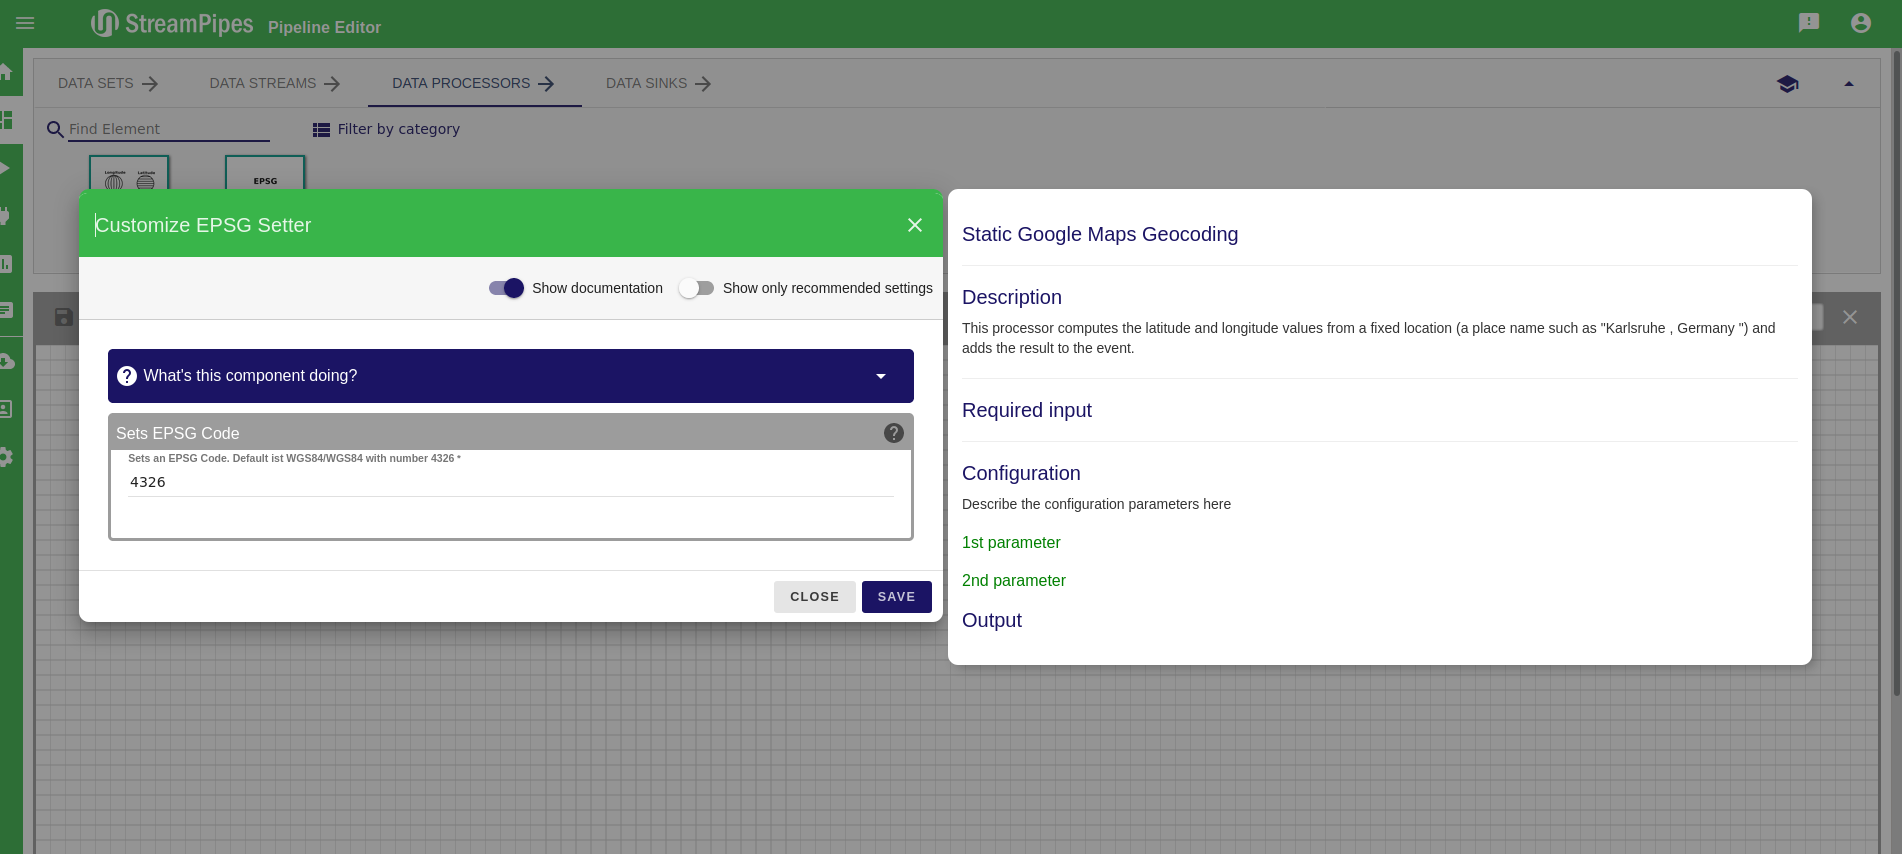 StreamPipes Pipeline Editor
DATA SETS DATA STREAMS DATA PROCESSORS DATA SINKS
Find Element Filter by category
Longitude Latitude EPSG
Customize EPSG Setter
Show documentation Show only recommended settings
What's this component doing?
Sets EPSG Code
Sets an EPSG Code. Default ist WGS84/WGS84 with number 4326 *
4326
CLOSE SAVE
Static Google Maps Geocoding
Description
This processor computes the latitude and longitude values from a fixed location (a place name such as "Karlsruhe , Germany ") and
adds the result to the event.
Required input
Configuration
Describe the configuration parameters here
1st parameter
2nd parameter
Output